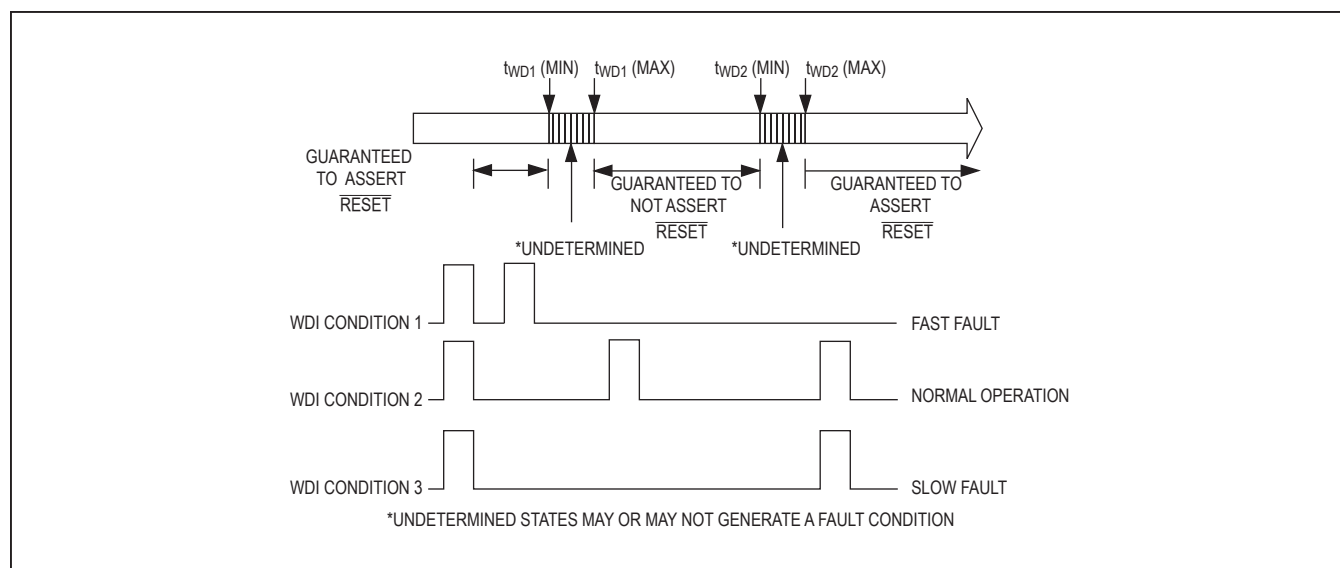 tWD1 (MIN) tWD1 (MAX) tWD2 (MIN) tWD2 (MAX)
GUARANTEED
TO ASSERT
RESET
GUARANTEED TO
NOT ASSERT
RESET
GUARANTEED TO
ASSERT
RESET
*UNDETERMINED *UNDETERMINED
WDI CONDITION 1 FAST FAULT
WDI CONDITION 2 NORMAL OPERATION
WDI CONDITION 3 SLOW FAULT
*UNDETERMINED STATES MAY OR MAY NOT GENERATE A FAULT CONDITION